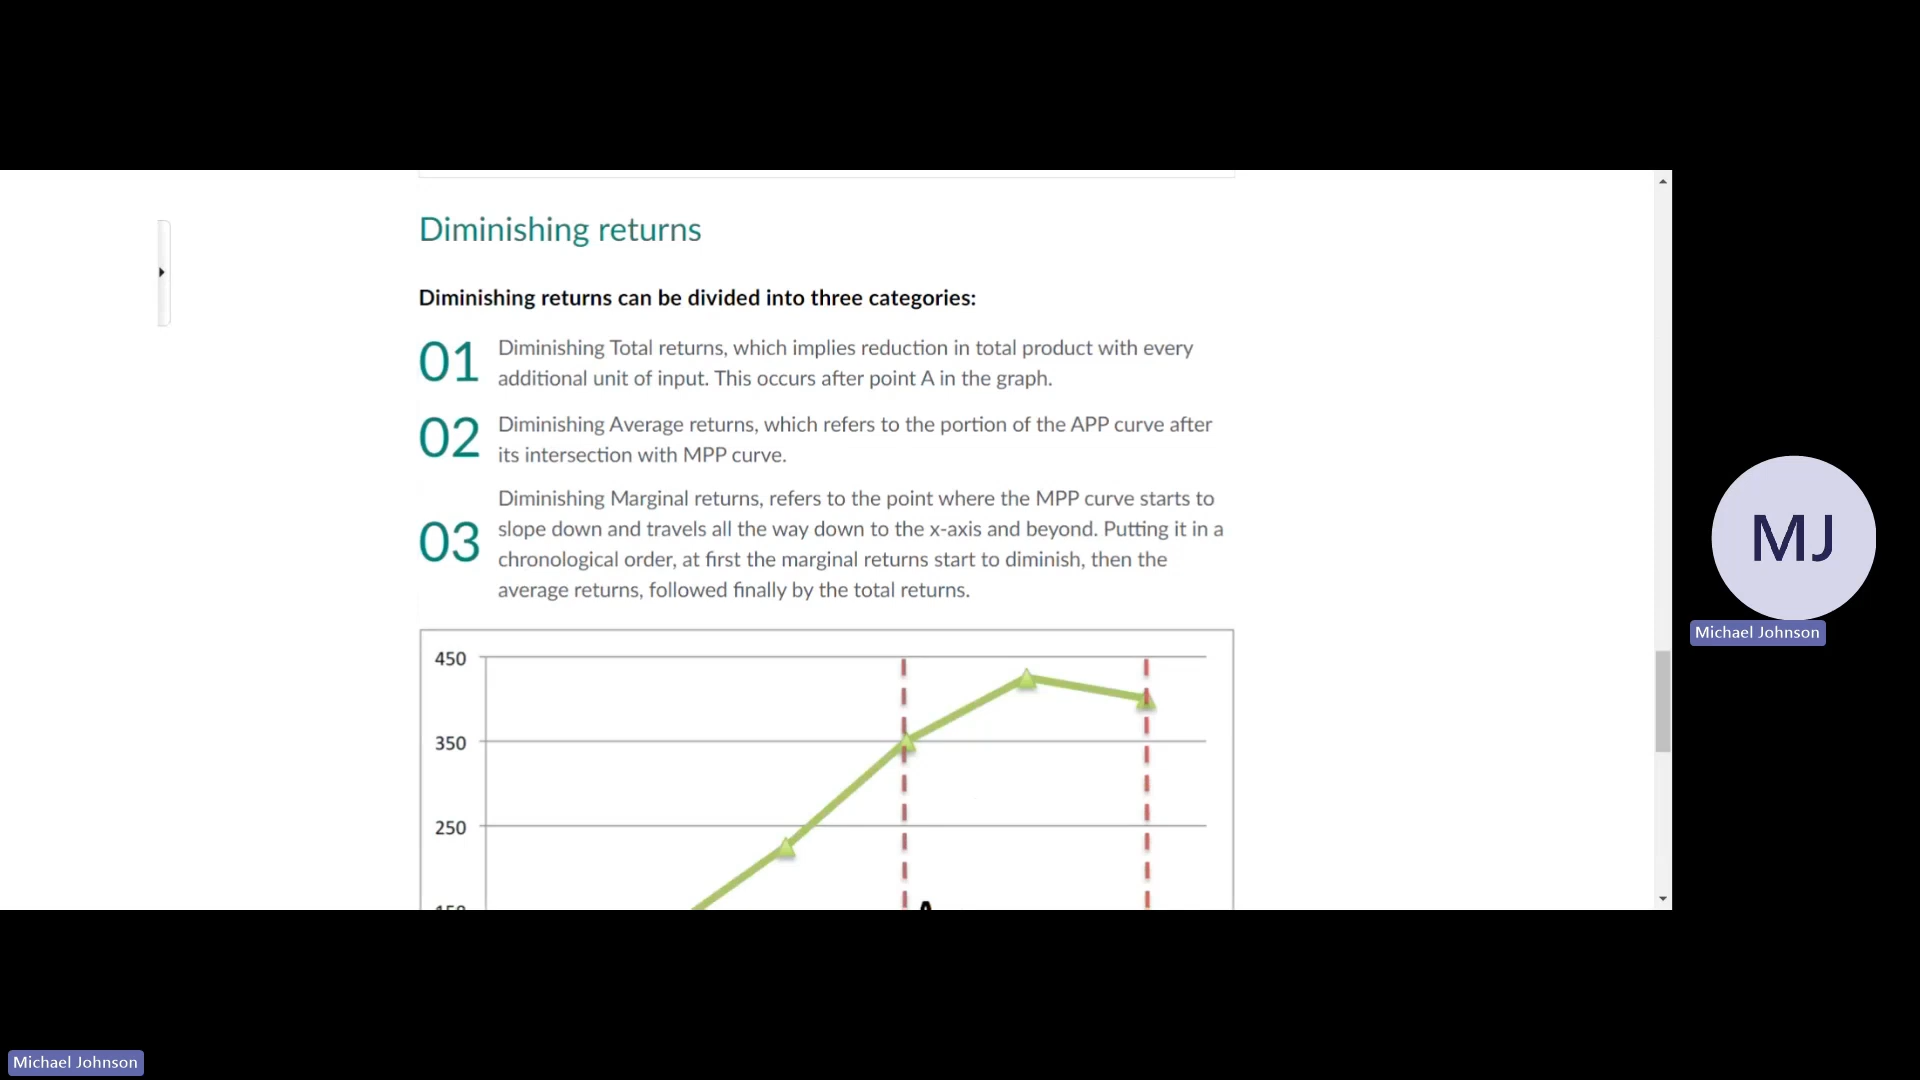 Diminishing returns
Diminishing returns can be divided into three categories:
01
Diminishing Total returns, which implies reduction in total product with every
additional unit of input. This occurs after point A in the graph.
02
Diminishing Average returns, which refers to the portion of the APP curve after
its intersection with MPP curve.
03
Diminishing Marginal returns, refers to the point where the MPP curve starts to
slope down and travels all the way down to the x-axis and beyond. Putting it in a
chronological order, at first the marginal returns start to diminish, then the
average returns, followed finally by the total returns.
450
350
250
MJ
Michael Johnson
Michael Johnson